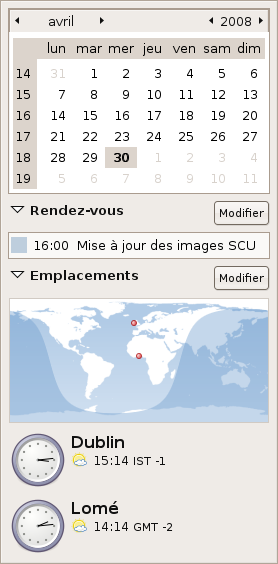 avril 2008
lun mar mer jeu ven sam dim
14 31 1 2 3 4 5 6
15 7 8 9 10 11 12 13
16 14 15 16 17 18 19 20
17 21 22 23 24 25 26 27
18 28 29 30 1 2 3 4
19 5 6 7 8 9 10 11
Rendez-vous Modifier
16:00 Mise à jour des images SCU
Emplacements Modifier
Dublin
15:14 IST -1
Lomé
14:14 GMT -2